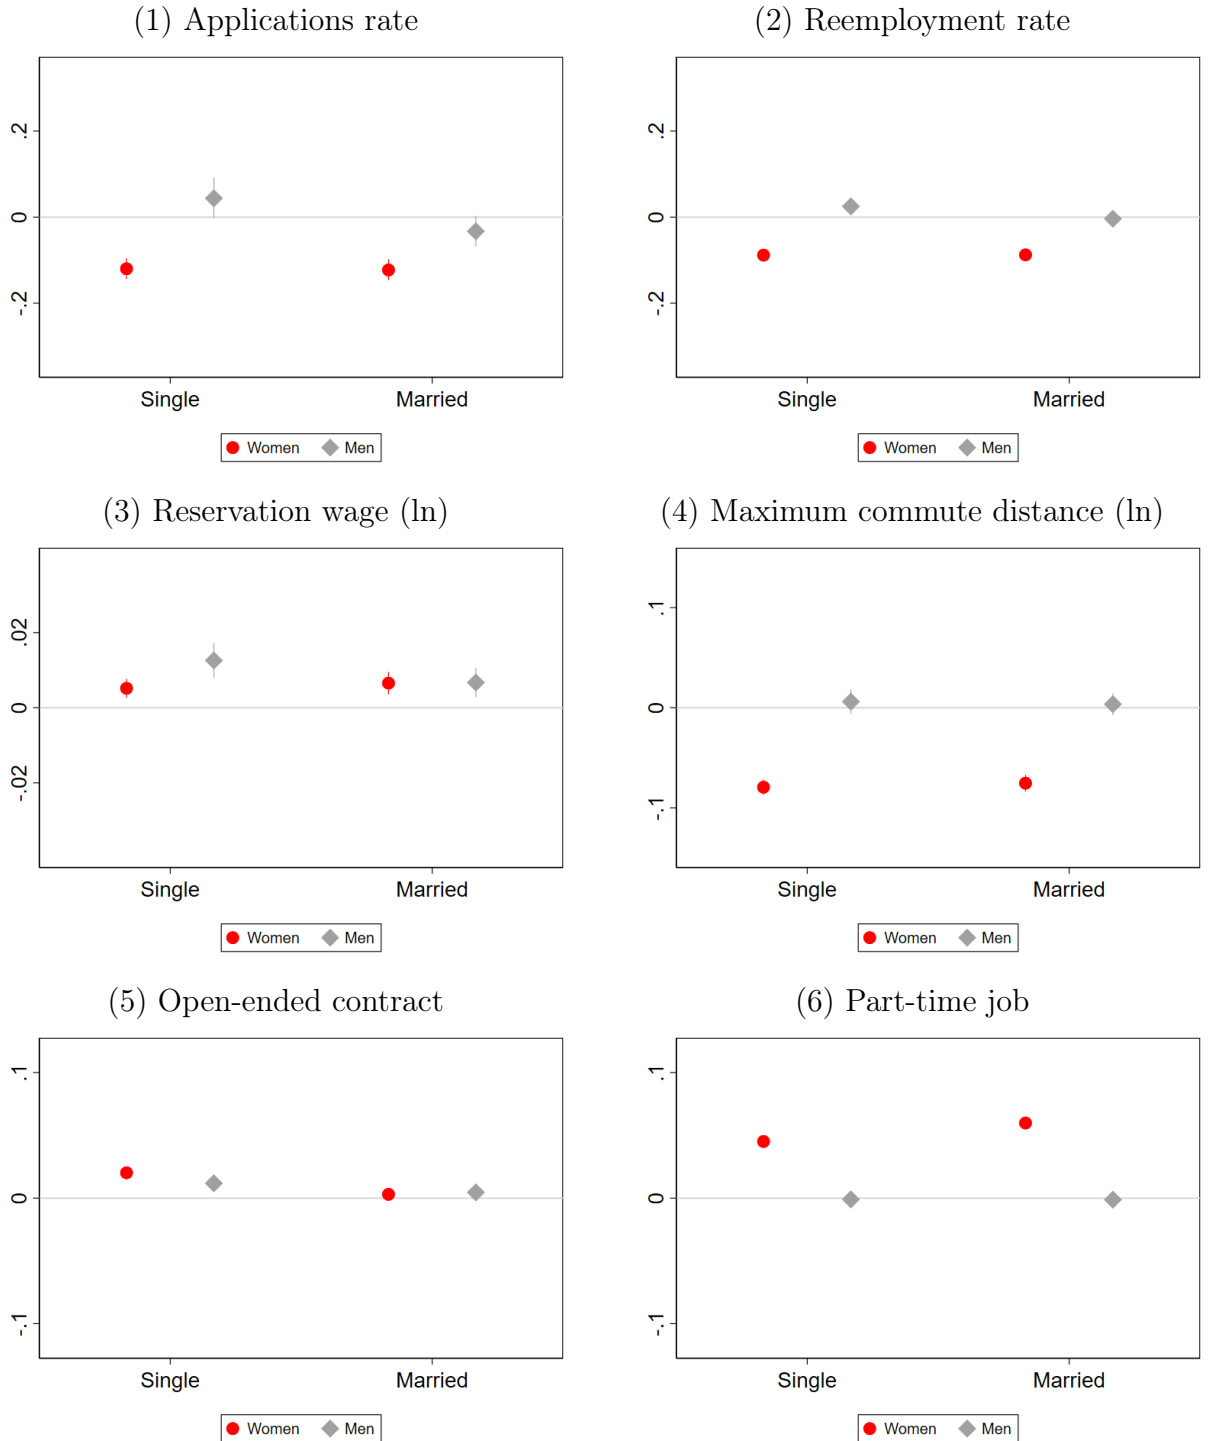 (1) Applications rate
.2
0
-.2
Single Married
Women Men
(2) Reemployment rate
.2
0
-.2
Single Married
Women Men
(3) Reservation wage (ln)
.02
0
-.02
Single Married
Women Men
(4) Maximum commute distance (ln)
.1
0
-.1
Single Married
Women Men
(5) Open-ended contract
.1
0
-.1
Single Married
Women Men
(6) Part-time job
.1
0
-.1
Single Married
Women Men